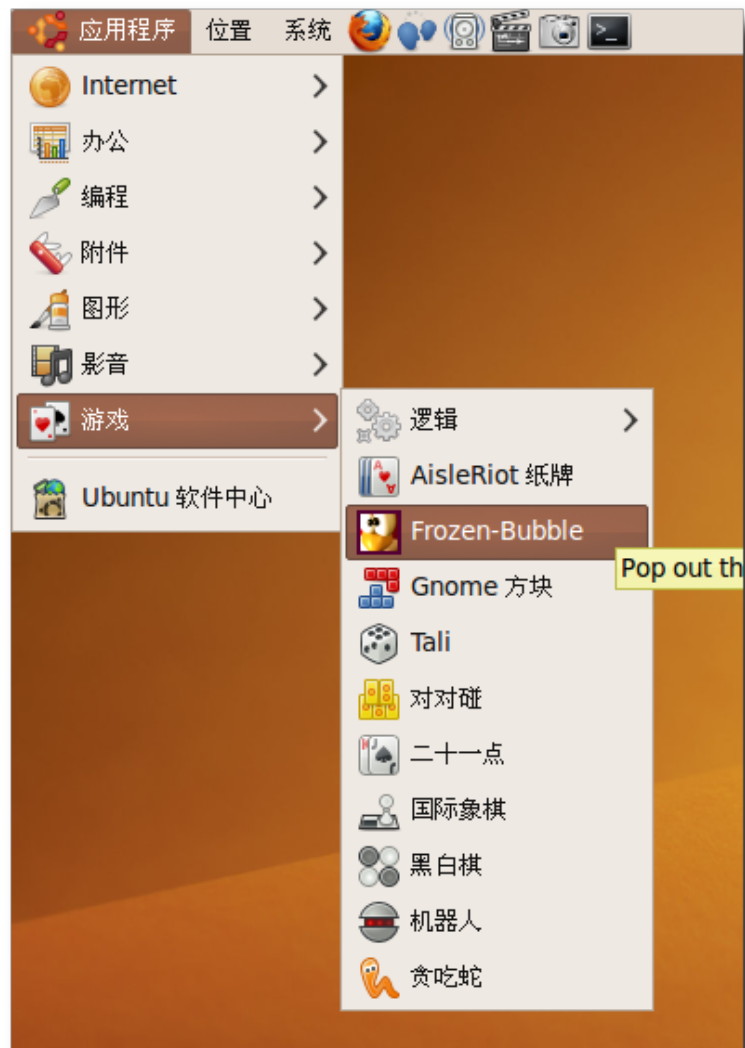 应用程序 位置 系统
Internet
办公
编程
附件
图形
影音
游戏
Ubuntu 软件中心
逻辑
AisleRiot 纸牌
Frozen-Bubble
Pop out th
Gnome 方块
Tali
对对碰
二十一点
国际象棋
黑白棋
机器人
贪吃蛇